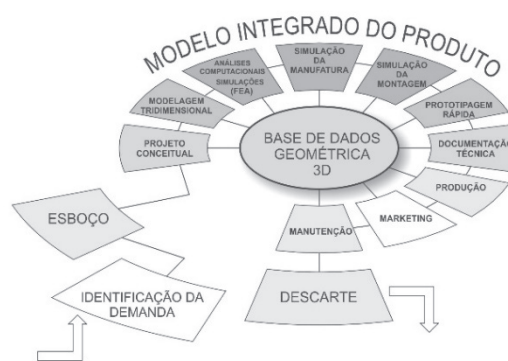 MODELO INTEGRADO DO PRODUTO
ANÁLISES
COMPUTACIONAIS
SIMULAÇÕES
(FEA)
SIMULAÇÃO
DA
MANUFATURA
SIMULAÇÃO
DA
MONTAGEM
MODELAGEM
TRIDIMENSIONAL
PROTOTIPAGEM
RÁPIDA
PROJETO
CONCEITUAL
BASE DE DADOS
GEOMÉTRICA
3D
DOCUMENTAÇÃO
TÉCNICA
PRODUÇÃO
ESBOÇO
MANUTENÇÃO
MARKETING
IDENTIFICAÇÃO DA
DEMANDA
DESCARTE